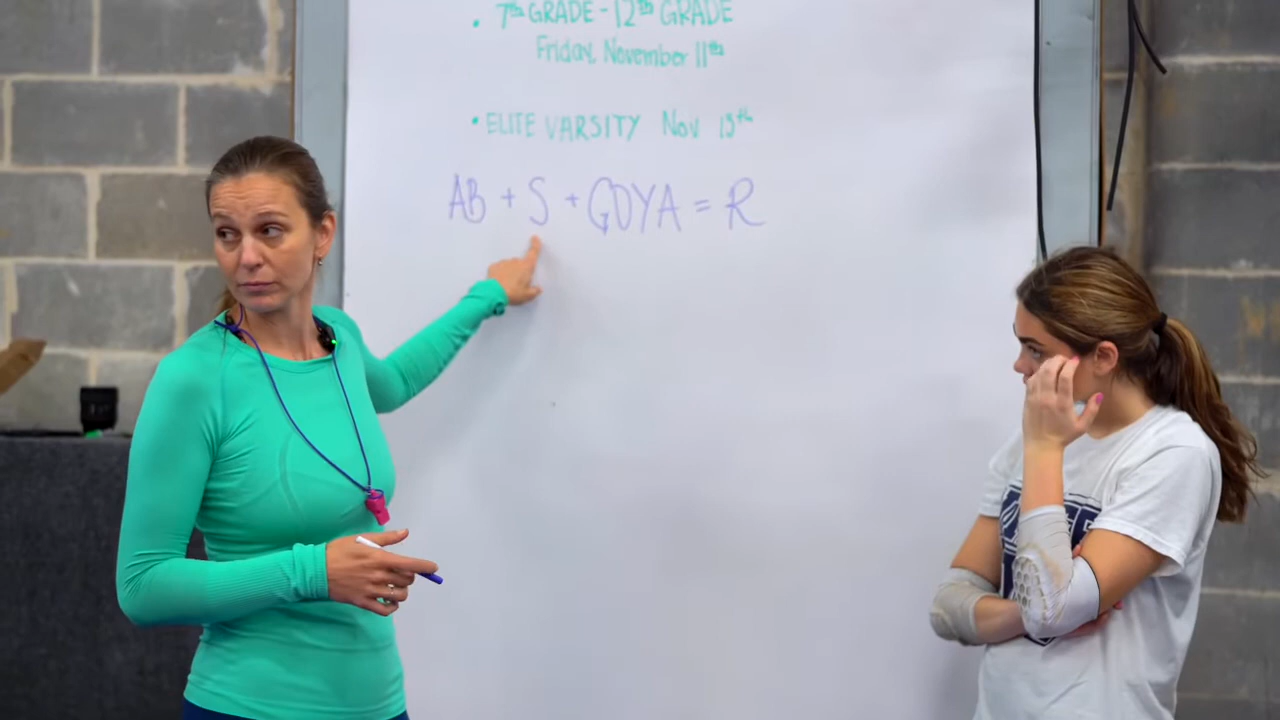 • 7th GRADE - 12th GRADE
Friday, November 11th
• ELITE VARSITY Nov 13th
AB + S + GOYA = R